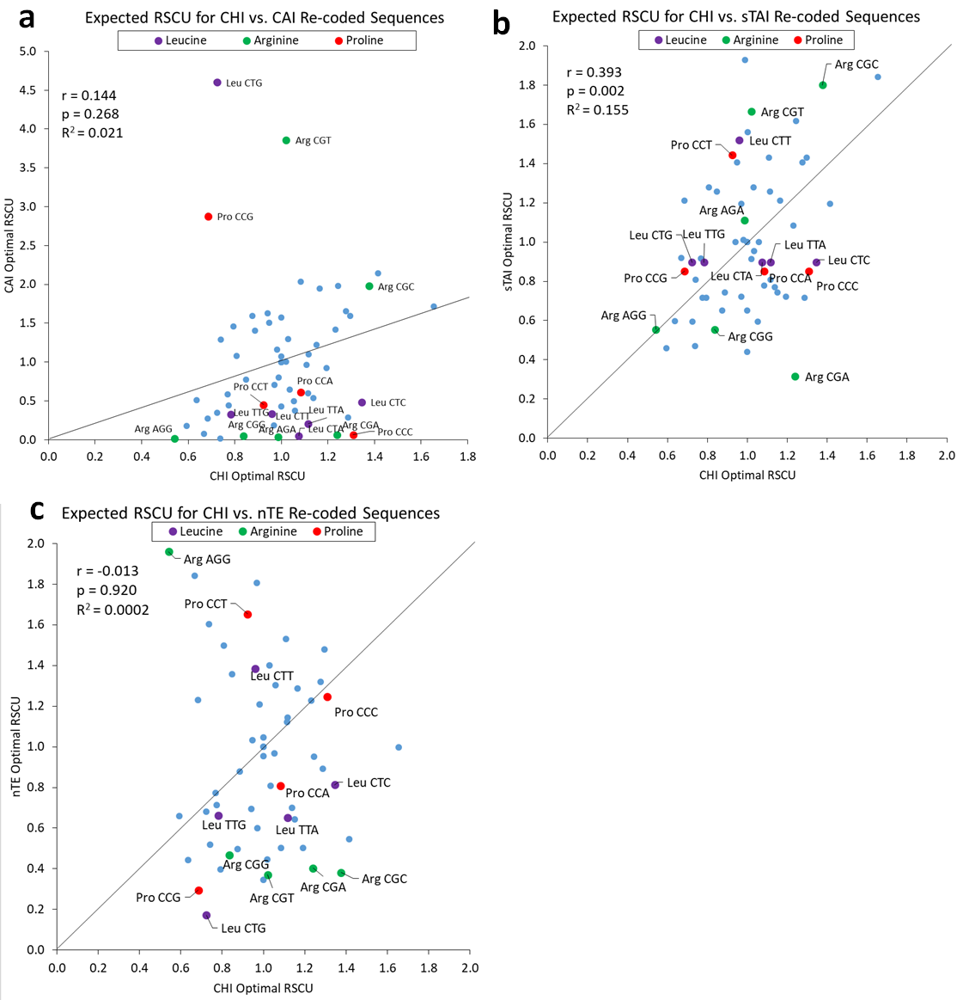 a
Expected RSCU for CHI vs. CAI Re-coded Sequences
Leucine Arginine Proline
r = 0.144
p = 0.268
R2 = 0.021
CAI Optimal RSCU
5.0
4.5
4.0
3.5
3.0
2.5
2.0
1.5
1.0
0.5
0.0
Leu CTG
Arg CGT
Pro CCG
Arg CGC
Pro CCT
Pro CCA
Leu CTC
Leu TTG
Leu CTT
Leu TTA
Arg AGG
Arg CGG
Arg AGA
Leu CTA
Arg CGA
Pro CCC
0.0 0.2 0.4 0.6 0.8 1.0 1.2 1.4 1.6 1.8
CHI Optimal RSCU
b
Expected RSCU for CHI vs. sTAI Re-coded Sequences
Leucine Arginine Proline
r = 0.393
p = 0.002
R2 = 0.155
sTAI Optimal RSCU
2.0
1.8
1.6
1.4
1.2
1.0
0.8
0.6
0.4
0.2
0.0
Arg CGC
Arg CGT
Leu CTT
Pro CCT
Arg AGA
Leu CTG
Leu TTG
Leu TTA
Leu CTC
Pro CCG
Leu CTA
Pro CCA
Pro CCC
Arg AGG
Arg CGG
Arg CGA
0.0 0.2 0.4 0.6 0.8 1.0 1.2 1.4 1.6 1.8 2.0
CHI Optimal RSCU
c
Expected RSCU for CHI vs. nTE Re-coded Sequences
Leucine Arginine Proline
r = -0.013
p = 0.920
R2 = 0.0002
nTE Optimal RSCU
2.0
1.8
1.6
1.4
1.2
1.0
0.8
0.6
0.4
0.2
0.0
Arg AGG
Pro CCT
Leu CTT
Pro CCC
Leu CTC
Pro CCA
Leu TTG
Leu TTA
Arg CGG
Arg CGT
Arg CGA
Arg CGC
Pro CCG
Leu CTG
0.0 0.2 0.4 0.6 0.8 1.0 1.2 1.4 1.6 1.8 2.0
CHI Optimal RSCU